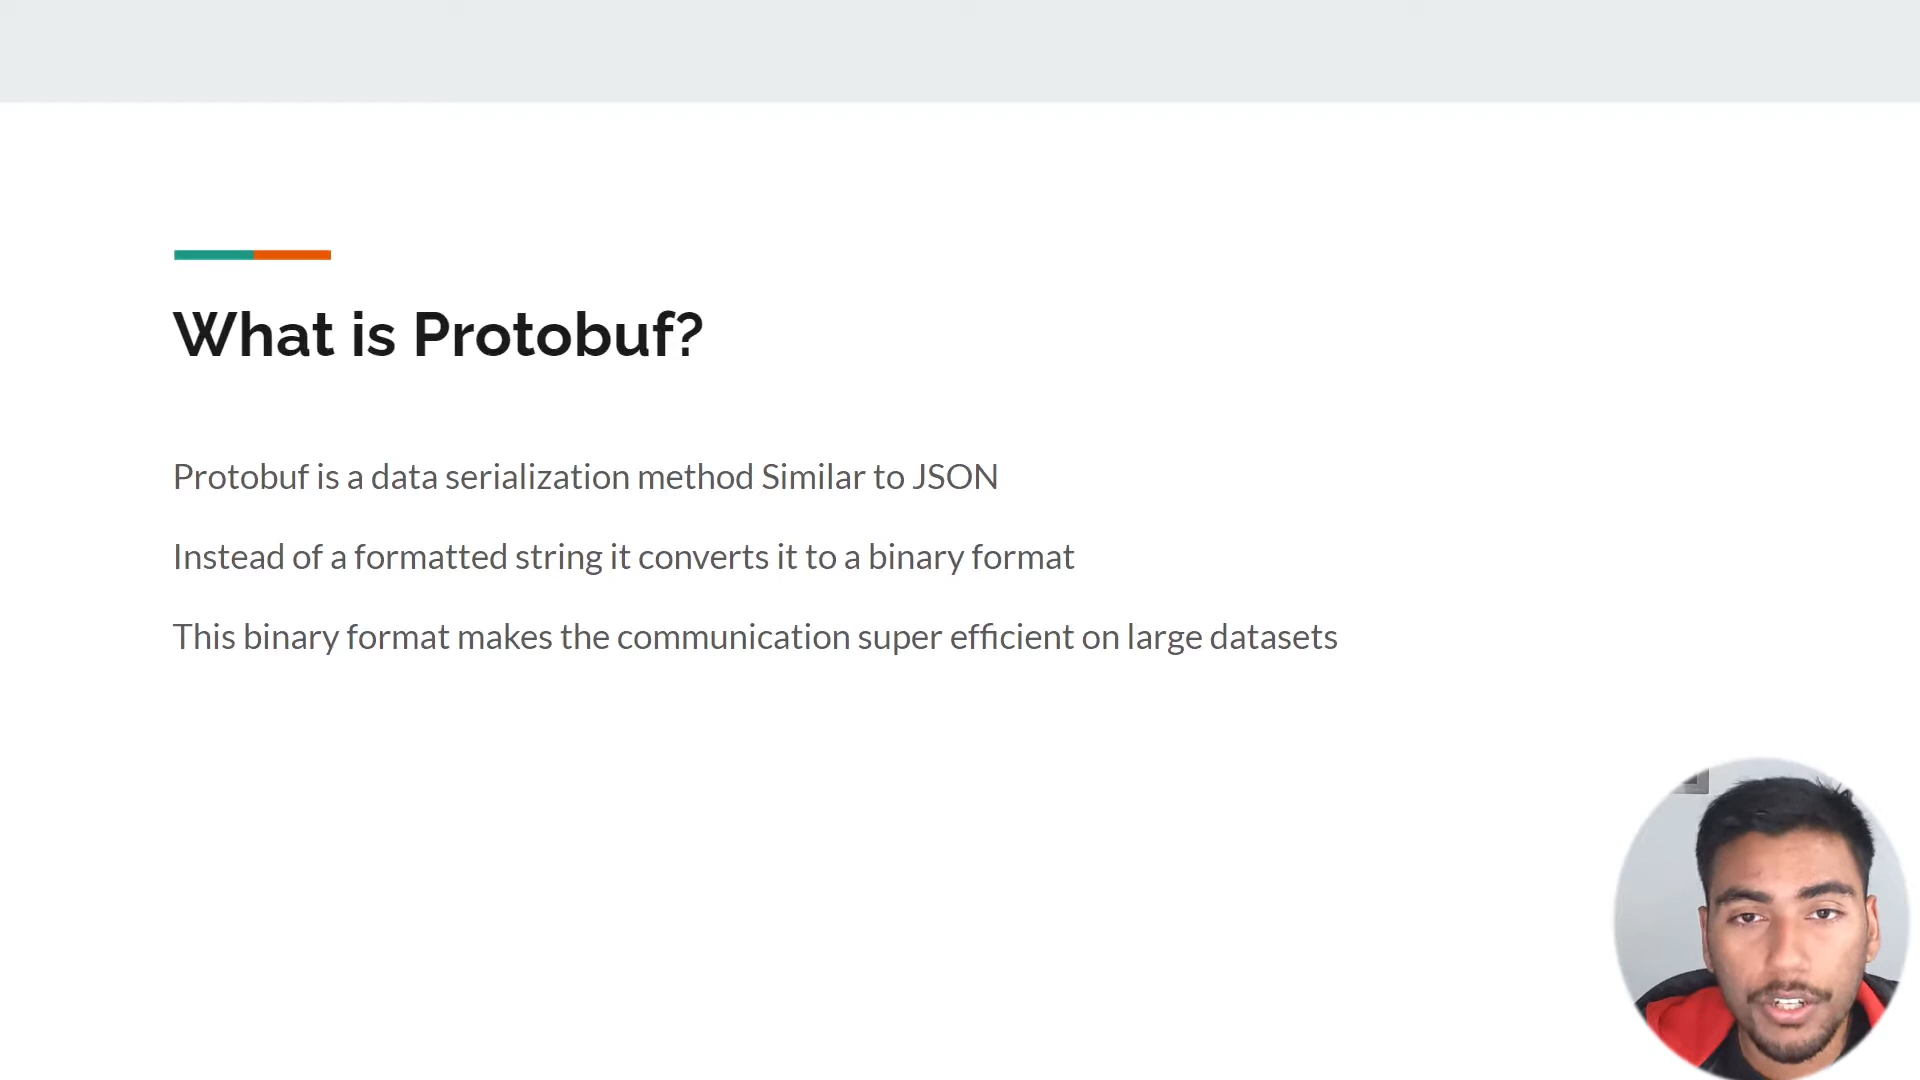 What is Protobuf?
Protobuf is a data serialization method Similar to JSON
Instead of a formatted string it converts it to a binary format
This binary format makes the communication super efficient on large datasets